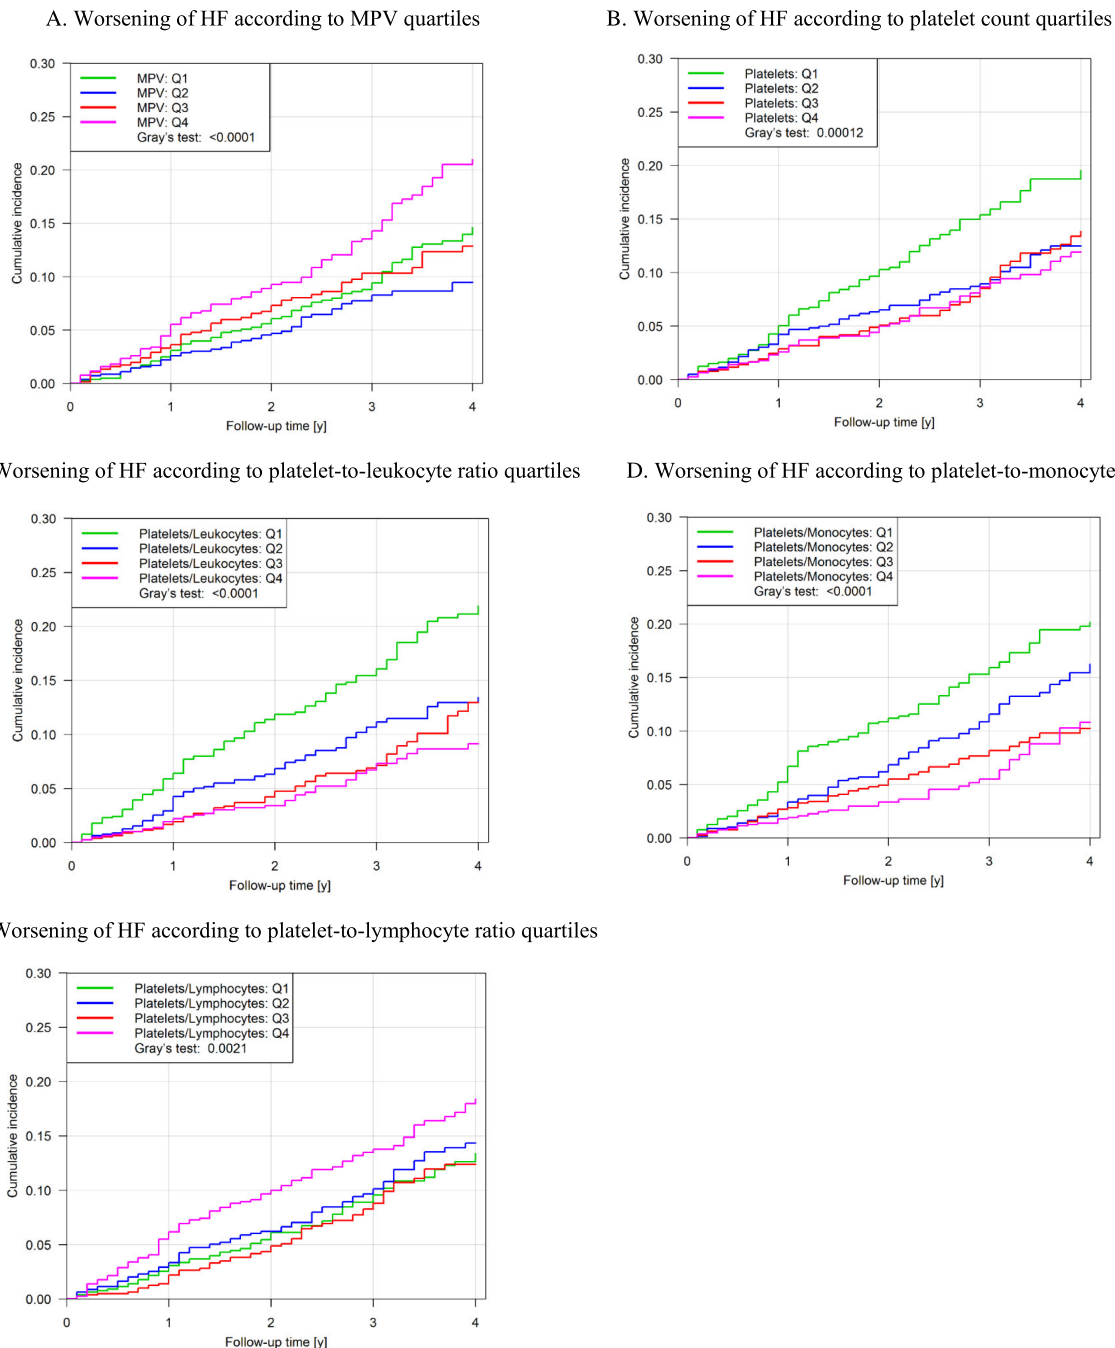 A. Worsening of HF according to MPV quartiles
0.30
0.25
0.20
0.15
0.10
0.05
0.00
Cumulative incidence
MPV: Q1
MPV: Q2
MPV: Q3
MPV: Q4
Gray's test: <0.0001
0 1 2 3 4
Follow-up time [y]
B. Worsening of HF according to platelet count quartiles
0.30
0.25
0.20
0.15
0.10
0.05
0.00
Cumulative incidence
Platelets: Q1
Platelets: Q2
Platelets: Q3
Platelets: Q4
Gray's test: 0.00012
0 1 2 3 4
Follow-up time [y]
Worsening of HF according to platelet-to-leukocyte ratio quartiles
0.30
0.25
0.20
0.15
0.10
0.05
0.00
Cumulative incidence
Platelets/Leukocytes: Q1
Platelets/Leukocytes: Q2
Platelets/Leukocytes: Q3
Platelets/Leukocytes: Q4
Gray's test: <0.0001
0 1 2 3 4
Follow-up time [y]
D. Worsening of HF according to platelet-to-monocyte
0.30
0.25
0.20
0.15
0.10
0.05
0.00
Cumulative incidence
Platelets/Monocytes: Q1
Platelets/Monocytes: Q2
Platelets/Monocytes: Q3
Platelets/Monocytes: Q4
Gray's test: <0.0001
0 1 2 3 4
Follow-up time [y]
Worsening of HF according to platelet-to-lymphocyte ratio quartiles
0.30
0.25
0.20
0.15
0.10
0.05
0.00
Cumulative incidence
Platelets/Lymphocytes: Q1
Platelets/Lymphocytes: Q2
Platelets/Lymphocytes: Q3
Platelets/Lymphocytes: Q4
Gray's test: 0.0021
0 1 2 3 4
Follow-up time [y]